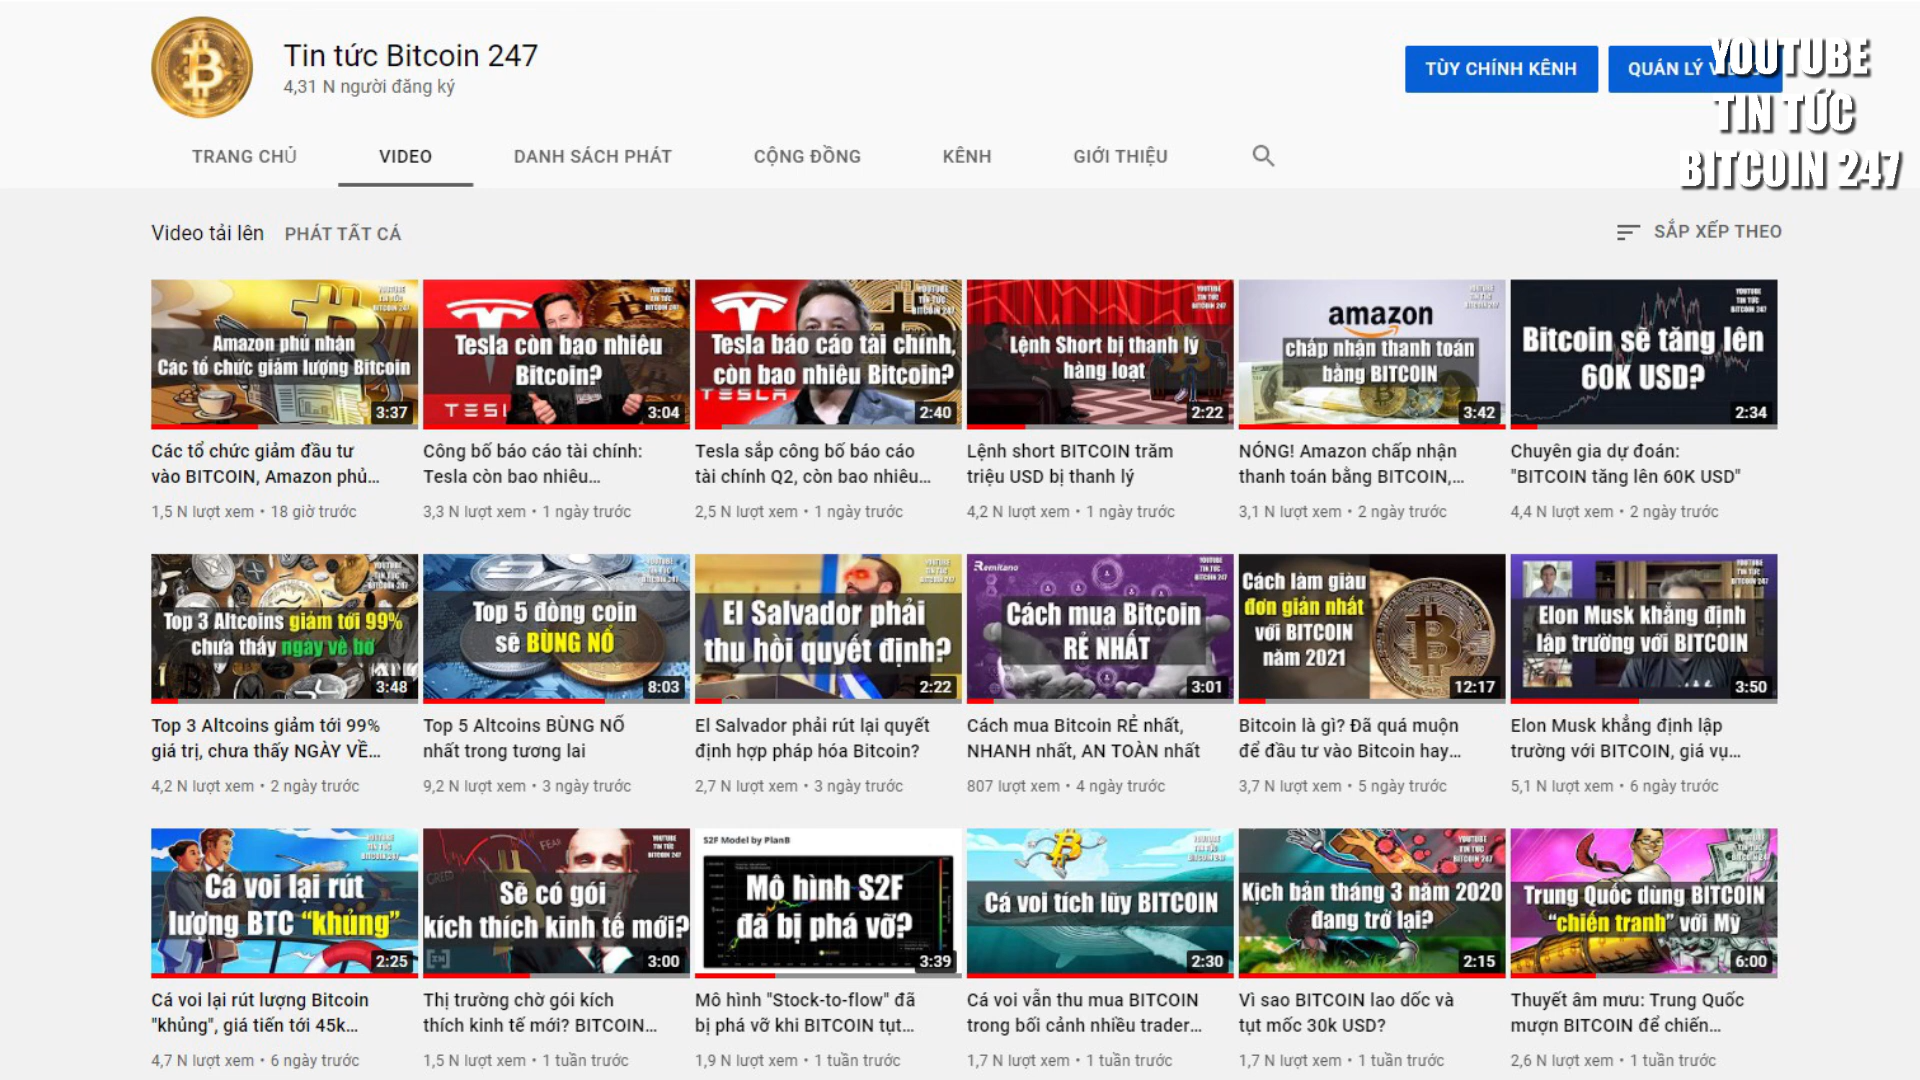 Tin tức Bitcoin 247
4,31 N người đăng ký
TÙY CHỈNH KÊNH
QUẢN LÝ V
YOUTUBE
TIN TỨC
BITCOIN 247
TRANG CHỦ
VIDEO
DANH SÁCH PHÁT
CỘNG ĐỒNG
KÊNH
GIỚI THIỆU
Video tải lên
PHÁT TẤT CẢ
SẮP XẾP THEO
Amazon phủ nhận
Các tổ chức giảm lượng Bitcoin
3:37
Tesla còn bao nhiêu
Bitcoin?
3:04
Tesla báo cáo tài chính,
còn bao nhiêu Bitcoin?
TESLA
2:40
Lệnh Short bị thanh lý
hàng loạt
2:22
amazon
chấp nhận thanh toán
bằng BITCOIN
3:42
Bitcoin sẽ tăng lên
60K USD?
2:34
Các tổ chức giảm đầu tư
vào BITCOIN, Amazon phủ...
1,5 N lượt xem • 18 giờ trước
Công bố báo cáo tài chính:
Tesla còn bao nhiêu...
3,3 N lượt xem • 1 ngày trước
Tesla sắp công bố báo cáo
tài chính Q2, còn bao nhiêu...
2,5 N lượt xem • 1 ngày trước
Lệnh short BITCOIN trăm
triệu USD bị thanh lý
4,2 N lượt xem • 1 ngày trước
NÓNG! Amazon chấp nhận
thanh toán bằng BITCOIN,...
3,1 N lượt xem • 2 ngày trước
Chuyên gia dự đoán:
"BITCOIN tăng lên 60K USD"
4,4 N lượt xem • 2 ngày trước
Top 3 Altcoins giảm tới 99%
chưa thấy ngày về bờ
3:48
Top 5 đồng coin
sẽ BÙNG NỔ
8:03
El Salvador phải
thu hồi quyết định?
2:22
Remitano
Cách mua Bitcoin
RẺ NHẤT
3:01
Cách làm giàu
đơn giản nhất
với BITCOIN
năm 2021
12:17
Elon Musk khẳng định
lập trường với BITCOIN
3:50
Top 3 Altcoins giảm tới 99%
giá trị, chưa thấy NGÀY VỀ...
4,2 N lượt xem • 2 ngày trước
Top 5 Altcoins BÙNG NỔ
nhất trong tương lai
9,2 N lượt xem • 3 ngày trước
El Salvador phải rút lại quyết
định hợp pháp hóa Bitcoin?
2,7 N lượt xem • 3 ngày trước
Cách mua Bitcoin RẺ nhất,
NHANH nhất, AN TOÀN nhất
807 lượt xem • 4 ngày trước
Bitcoin là gì? Đã quá muộn
để đầu tư vào Bitcoin hay...
3,7 N lượt xem • 5 ngày trước
Elon Musk khẳng định lập
trường với BITCOIN, giá vụ...
5,1 N lượt xem • 6 ngày trước
Cá voi lại rút
lượng BTC "khủng"
2:25
Sẽ có gói
kích thích kinh tế mới?
3:00
S2F Model by PlanB
Mô hình S2F
đã bị phá vỡ?
3:39
Cá voi tích lũy BITCOIN
2:30
Kịch bản tháng 3 năm 2020
đang trở lại?
2:15
Trung Quốc dùng BITCOIN
"chiến tranh" với Mỹ
6:00
Cá voi lại rút lượng Bitcoin
"khủng", giá tiến tới 45k...
4,7 N lượt xem • 6 ngày trước
Thị trường chờ gói kích
thích kinh tế mới? BITCOIN...
1,5 N lượt xem • 1 tuần trước
Mô hình "Stock-to-flow" đã
bị phá vỡ khi BITCOIN tụt...
1,9 N lượt xem • 1 tuần trước
Cá voi vẫn thu mua BITCOIN
trong bối cảnh nhiều trader...
1,7 N lượt xem • 1 tuần trước
Vì sao BITCOIN lao dốc và
tụt mốc 30k USD?
1,7 N lượt xem • 1 tuần trước
Thuyết âm mưu: Trung Quốc
mượn BITCOIN để chiến...
2,6 N lượt xem • 1 tuần trước